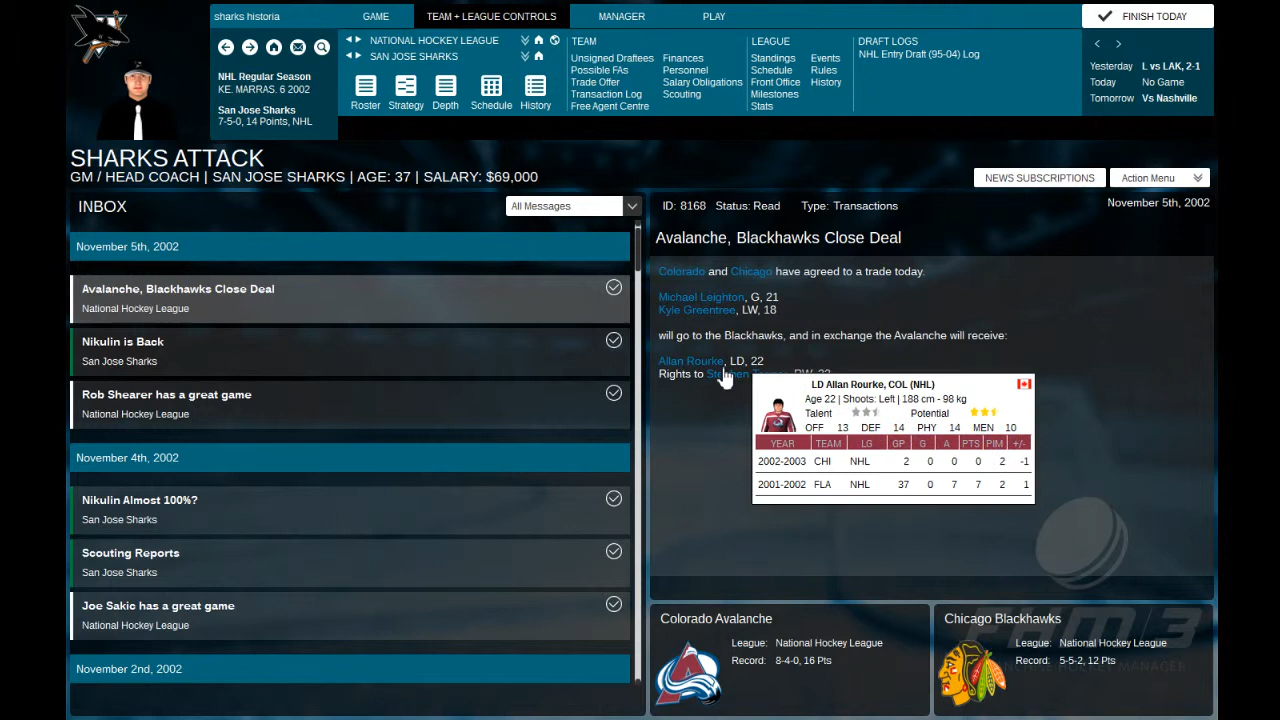 sharks historia
GAME
TEAM + LEAGUE CONTROLS
MANAGER
PLAY
FINISH TODAY
NHL Regular Season
KE. MARRAS. 6 2002
San Jose Sharks
7-5-0, 14 Points, NHL
NATIONAL HOCKEY LEAGUE
SAN JOSE SHARKS
Roster
Strategy
Depth
Schedule
History
TEAM
Unsigned Draftees Finances
Possible FAs Personnel
Trade Offer Salary Obligations
Transaction Log Scouting
Free Agent Centre
LEAGUE
Standings Events
Schedule Rules
Front Office History
Milestones
Stats
DRAFT LOGS
NHL Entry Draft (95-04) Log
Yesterday L vs LAK, 2-1
Today No Game
Tomorrow Vs Nashville
SHARKS ATTACK
GM / HEAD COACH | SAN JOSE SHARKS | AGE: 37 | SALARY: $69,000
NEWS SUBSCRIPTIONS
Action Menu
INBOX
All Messages
November 5th, 2002
Avalanche, Blackhawks Close Deal
National Hockey League
Nikulin is Back
San Jose Sharks
Rob Shearer has a great game
National Hockey League
November 4th, 2002
Nikulin Almost 100%?
San Jose Sharks
Scouting Reports
San Jose Sharks
Joe Sakic has a great game
National Hockey League
November 2nd, 2002
ID: 8168 Status: Read Type: Transactions
November 5th, 2002
Avalanche, Blackhawks Close Deal
Colorado and Chicago have agreed to a trade today.
Michael Leighton, G, 21
Kyle Greentree, LW, 18
will go to the Blackhawks, and in exchange the Avalanche will receive:
Allan Rourke, LD, 22
Rights to
LD Allan Rourke, COL (NHL)
Age 22 | Shoots: Left | 188 cm - 98 kg
Talent Potential
OFF 13 DEF 14 PHY 14 MEN 10
YEAR TEAM LG GP G A PTS PIM +/-
2002-2003 CHI NHL 2 0 0 0 2 -1
2001-2002 FLA NHL 37 0 7 7 2 1
Colorado Avalanche
League: National Hockey League
Record: 8-4-0, 16 Pts
Chicago Blackhawks
League: National Hockey League
Record: 5-5-2, 12 Pts
FHM 3